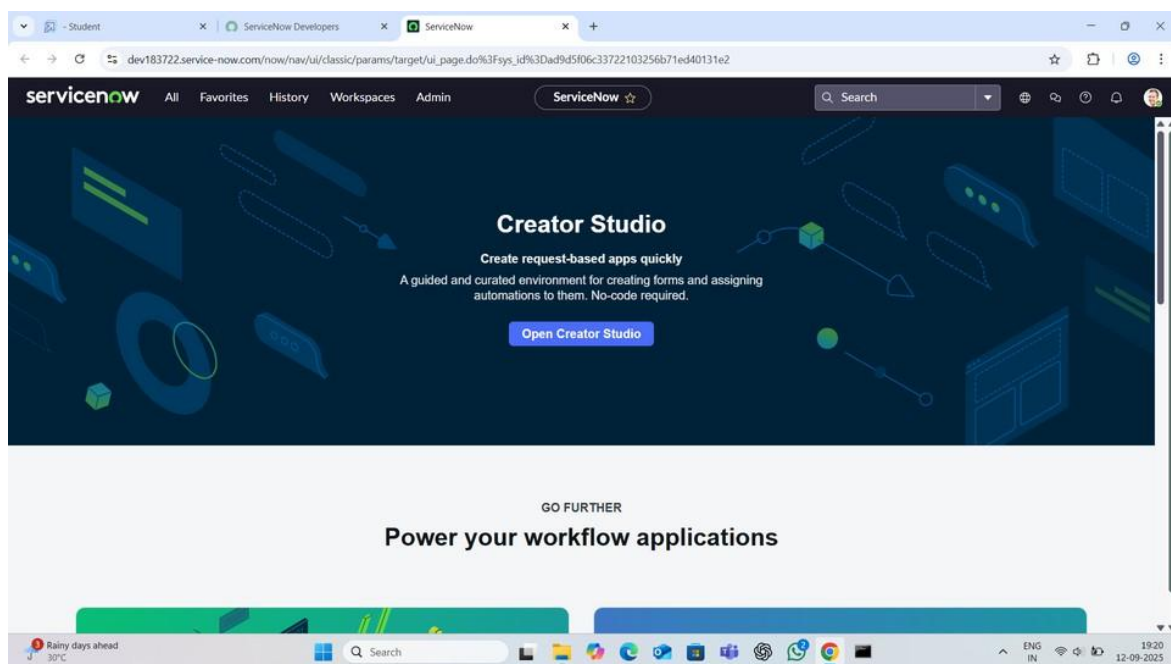 - Student
ServiceNow Developers
ServiceNow
dev183722.service-now.com/now/nav/ui/classic/params/target/ui_page.do%3Fsys_id%3Dad9d5f06c33722103256b71ed40131e2
servicenow All Favorites History Workspaces Admin ServiceNow Search
Creator Studio
Create request-based apps quickly
A guided and curated environment for creating forms and assigning
automations to them. No-code required.
Open Creator Studio
GO FURTHER
Power your workflow applications
3 Rainy days ahead
30°C
Search
2
ENG
IN
19:20
12-09-2025